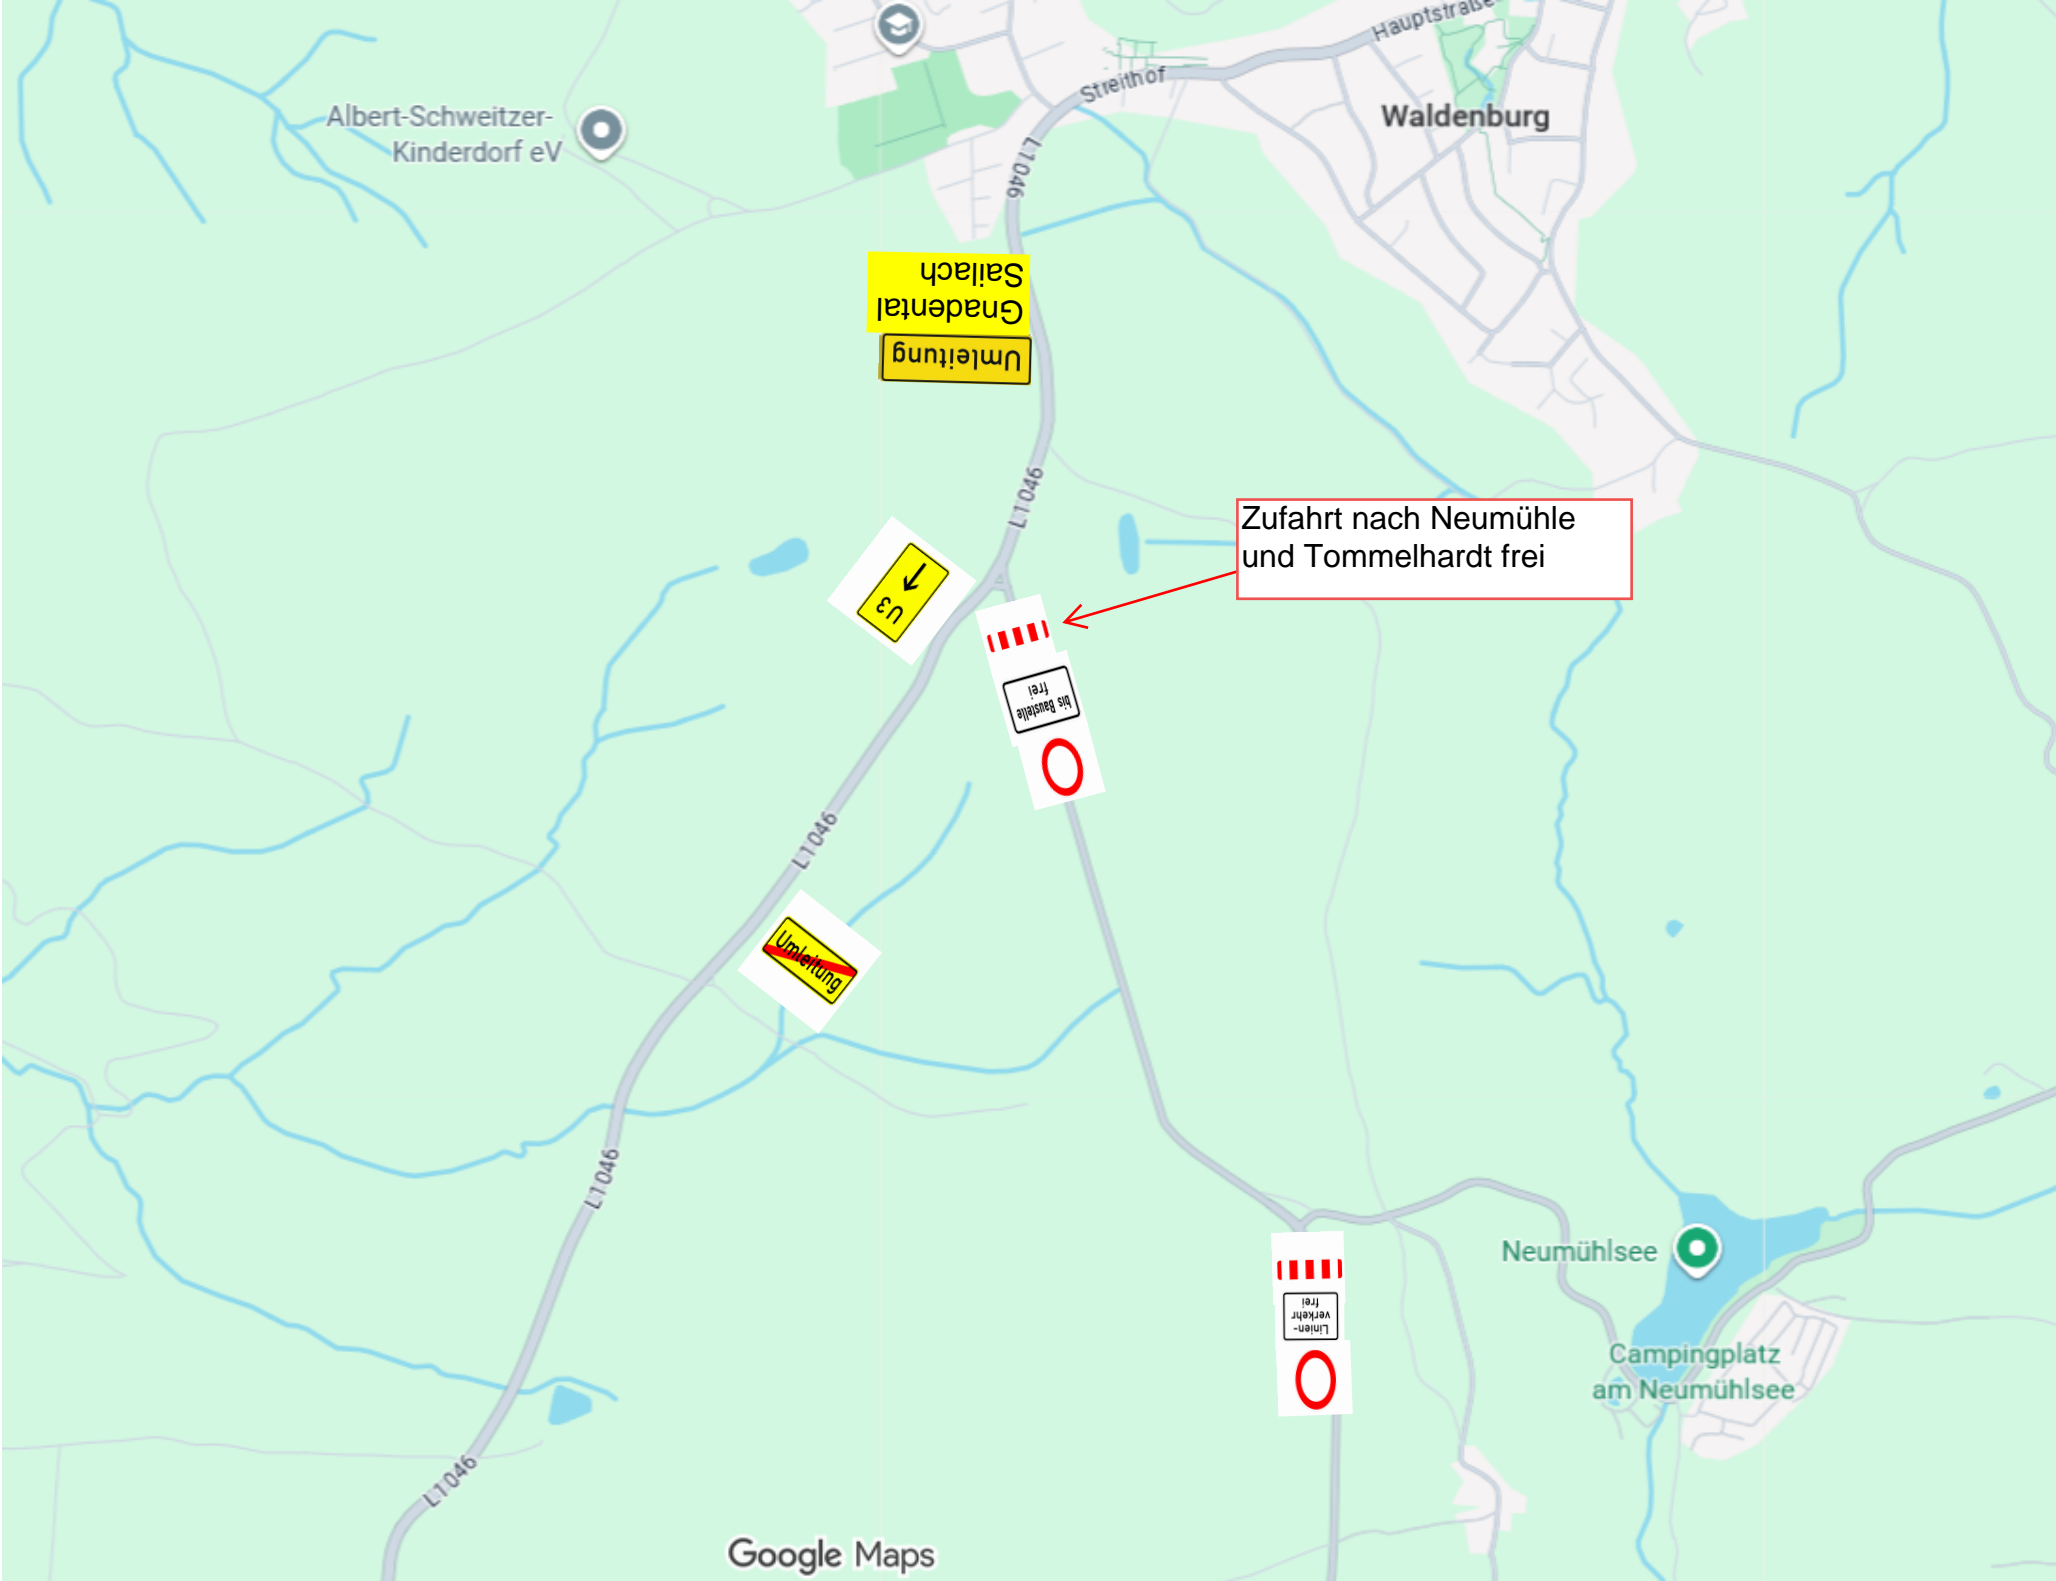 Hauptstraße
Streithof
Waldenburg
Albert-Schweitzer-
Kinderdorf eV
L1046
Umleitung
Gnadental
Sailach
L1046
Zufahrt nach Neumühle
und Tommelhardt frei
U3
bis Baustelle
frei
L1046
Umleitung
L1046
Neumühlsee
Linien-
verkehr
frei
Campingplatz
am Neumühlsee
L1046
Google Maps